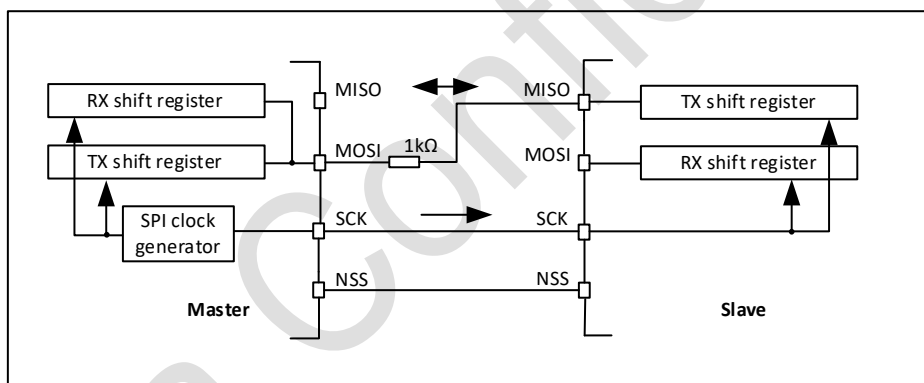 RX shift register
MISO
MISO
TX shift register
TX shift register
MOSI
1kΩ
MOSI
RX shift register
SPI clock
generator
SCK
SCK
NSS
NSS
Master
Slave